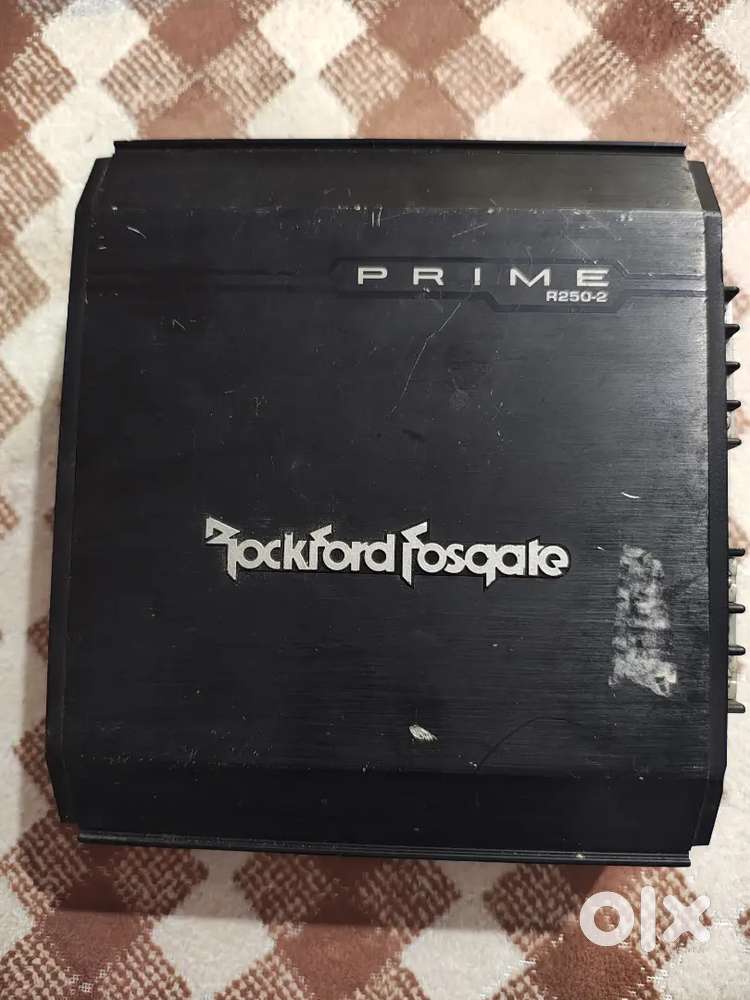 PRIME
R250-2
Rockford Fosgate
olx